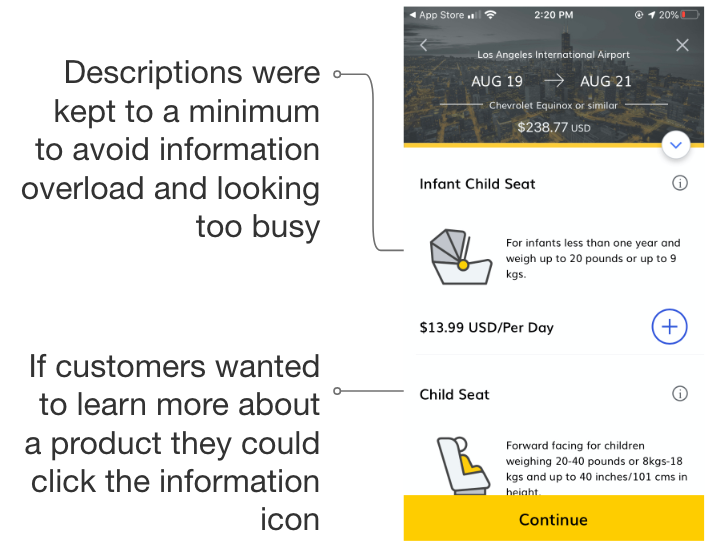 Descriptions were
kept to a minimum
to avoid information
overload and looking
too busy
If customers wanted
to learn more about
a product they could
click the information
icon
App Store
2:20 PM
20%
Los Angeles International Airport
AUG 19 → AUG 21
Chevrolet Equinox or similar
$238.77 USD
Infant Child Seat
For infants less than one year and
weigh up to 20 pounds or up to 9
kgs.
$13.99 USD/Per Day
Child Seat
Forward facing for children
weighing 20-40 pounds or 8kgs-18
kgs and up to 40 inches/101 cms in
height.
Continue